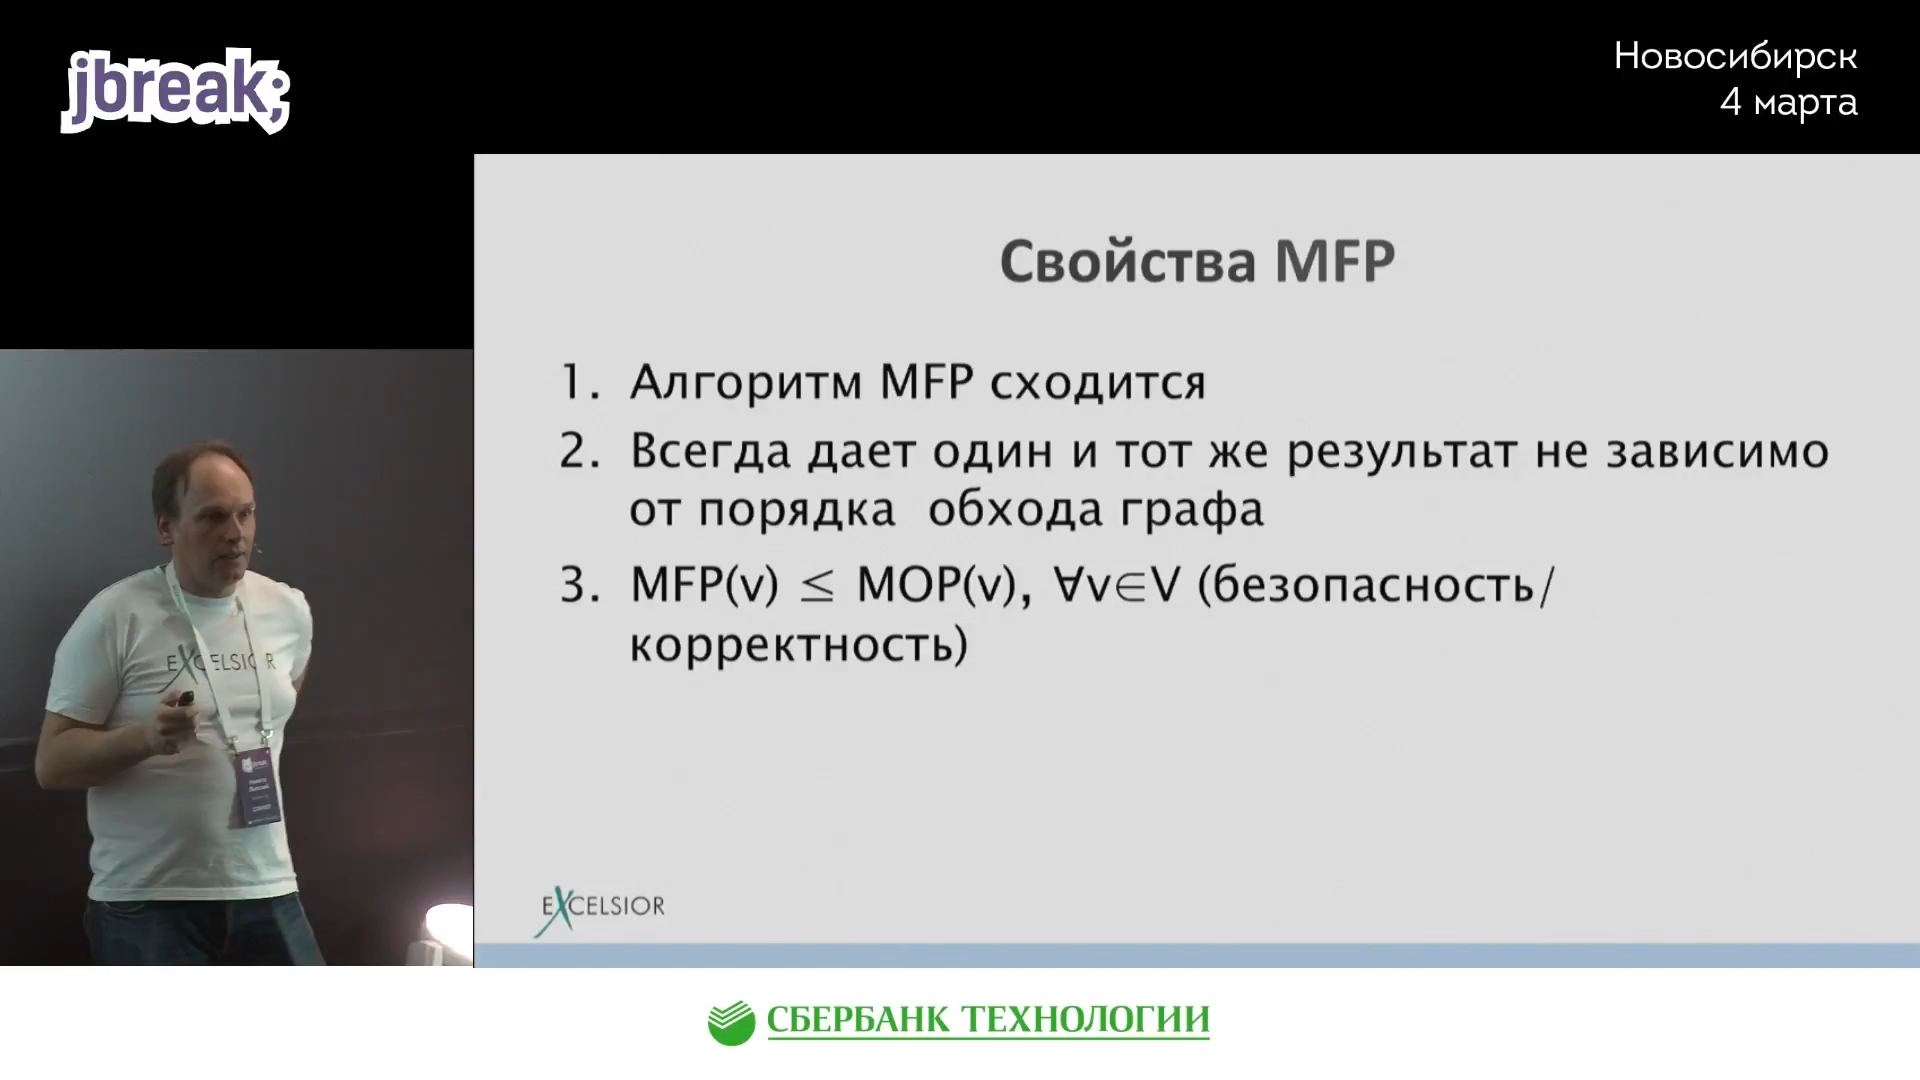 jbreak;
Новосибирск
4 марта
Свойства MFP
1. Алгоритм MFP сходится
2. Всегда дает один и тот же результат не зависимо
от порядка обхода графа
3. MFP(v) ≤ MOP(v), ∀v∈V (безопасность/
корректность)
EXCELSIOR
EXCELSIOR
СБЕРБАНК ТЕХНОЛОГИИ